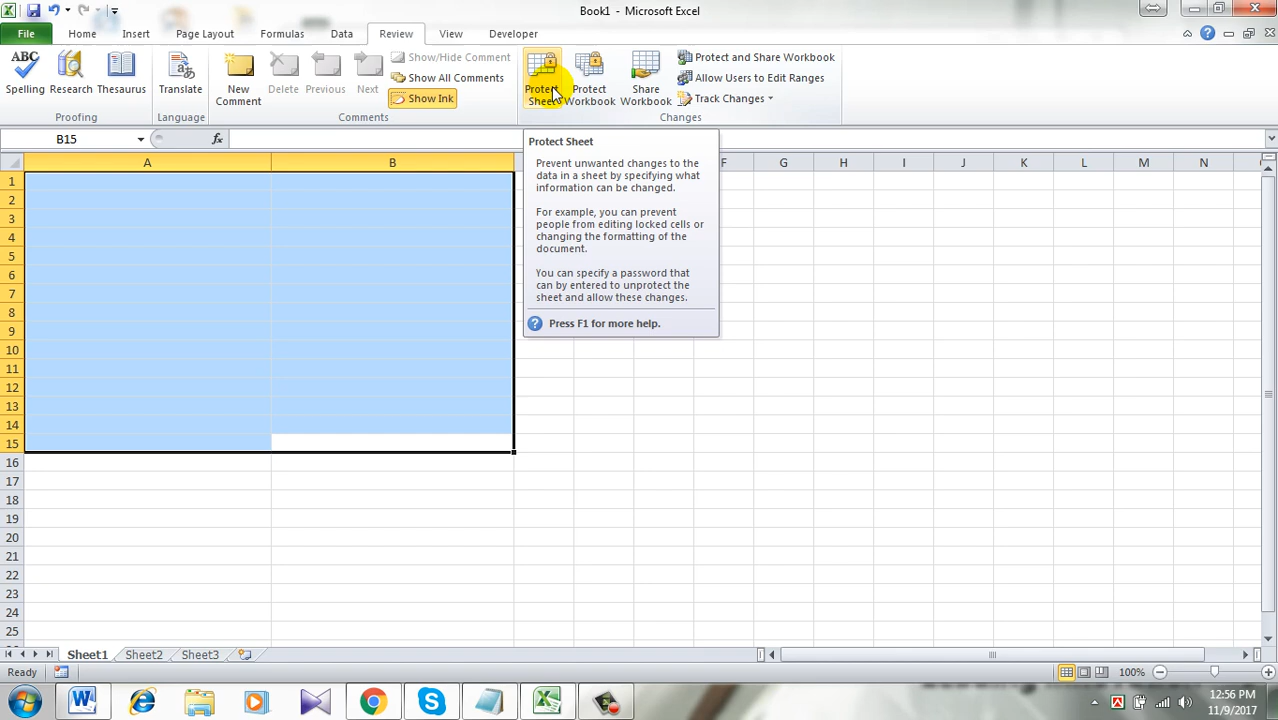 Book1 - Microsoft Excel
File Home Insert Page Layout Formulas Data Review View Developer
ABC
Spelling Research Thesaurus
Proofing
Translate
Language
New Comment
Delete
Previous
Next
Show/Hide Comment
Show All Comments
Show Ink
Comments
Protect Sheet
Protect Workbook
Share Workbook
Protect and Share Workbook
Allow Users to Edit Ranges
Track Changes
Changes
B15 fx
Protect Sheet
Prevent unwanted changes to the
data in a sheet by specifying what
information can be changed.
For example, you can prevent
people from editing locked cells or
changing the formatting of the
document.
You can specify a password that
can be entered to unprotect the
sheet and allow these changes.
Press F1 for more help.
A B F G H I J K L M N
1
2
3
4
5
6
7
8
9
10
11
12
13
14
15
16
17
18
19
20
21
22
23
24
25
Sheet1 Sheet2 Sheet3
Ready 100%
12:56 PM
11/9/2017